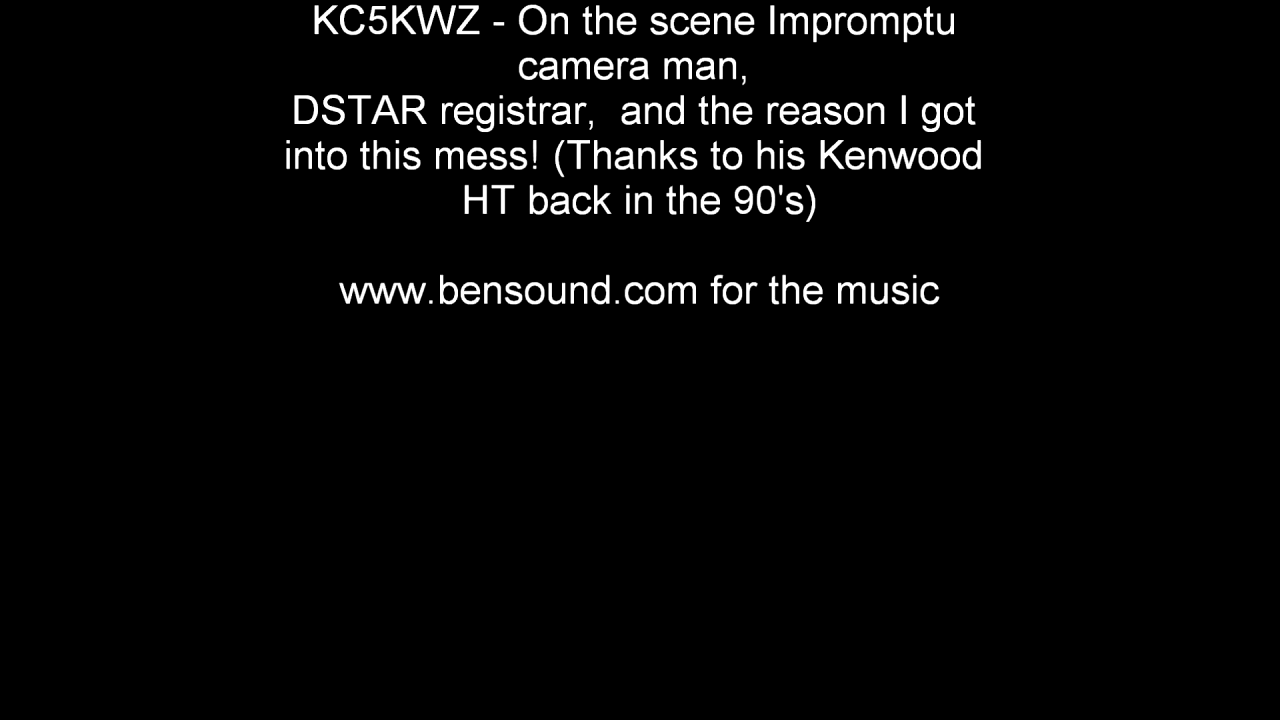 KC5KWZ - On the scene Impromptu
camera man,
DSTAR registrar,  and the reason I got
into this mess! (Thanks to his Kenwood
HT back in the 90's)
www.bensound.com for the music